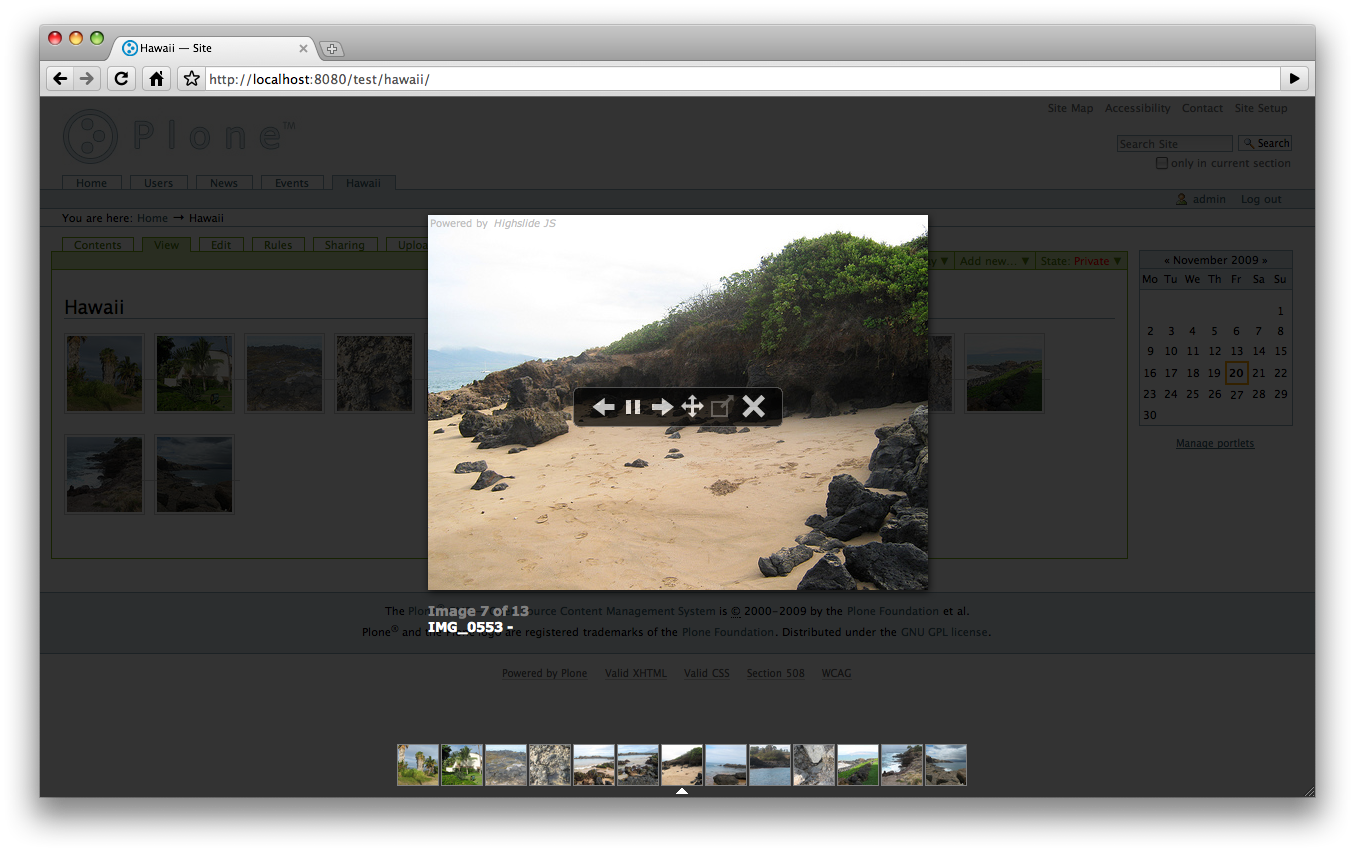 Hawaii — Site
http://localhost:8080/test/hawaii/
Site Map Accessibility Contact Site Setup
Plone™
Search Site Search
only in current section
Home Users News Events Hawaii
admin Log out
You are here: Home → Hawaii
Contents View Edit Rules Sharing
Add new... ▼ State: Private ▼
Powered by Highslide JS
Hawaii
« November 2009 »
Mo Tu We Th Fr Sa Su
1
2 3 4 5 6 7 8
9 10 11 12 13 14 15
16 17 18 19 20 21 22
23 24 25 26 27 28 29
30
Manage portlets
Image 7 of 13
IMG_0553 -
The Source Content Management System is © 2000-2009 by the Plone Foundation et al.
Plone® and the are registered trademarks of the Plone Foundation. Distributed under the GNU GPL license.
Powered by Plone Valid XHTML Valid CSS Section 508 WCAG